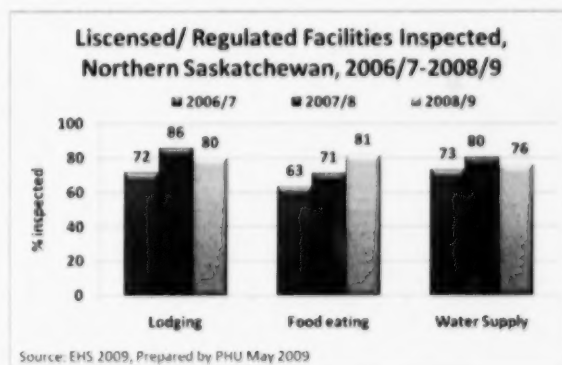 Liscensed/ Regulated Facilities Inspected,
Northern Saskatchewan, 2006/7-2008/9
2006/7 2007/8 2008/9
% inspected
100
80
60
40
20
0
72 86 80
63 71 81
73 80 76
Lodging Food eating Water Supply
Source: EHS 2009, Prepared by PHU May 2009